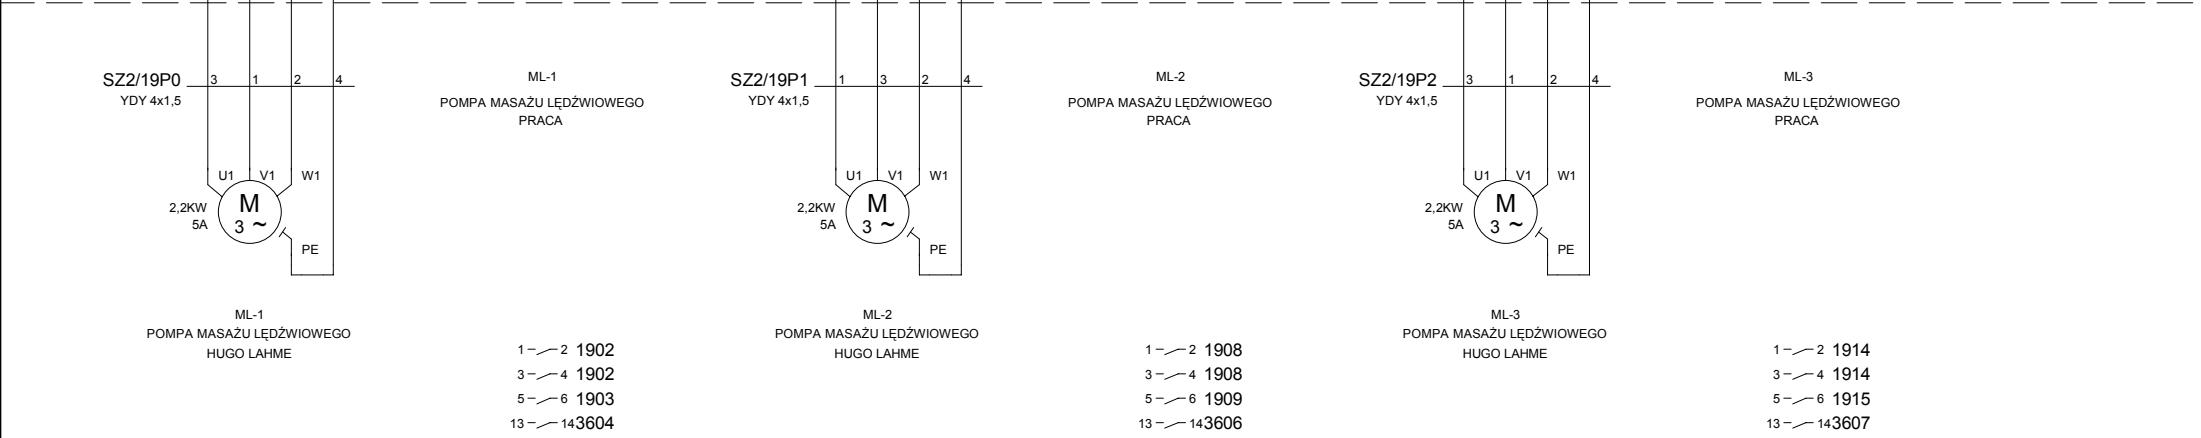 SZ2/19P0 3 1 2 4
YDY 4x1,5
ML-1
POMPA MASAŻU LĘDŹWIOWEGO
PRACA
U1 V1 W1
M
3 ~
2,2KW
5A
PE
ML-1
POMPA MASAŻU LĘDŹWIOWEGO
HUGO LAHME
1 2 1902
3 4 1902
5 6 1903
13 14 3604
SZ2/19P1 1 3 2 4
YDY 4x1,5
ML-2
POMPA MASAŻU LĘDŹWIOWEGO
PRACA
U1 V1 W1
M
3 ~
2,2KW
5A
PE
ML-2
POMPA MASAŻU LĘDŹWIOWEGO
HUGO LAHME
1 2 1908
3 4 1908
5 6 1909
13 14 3606
SZ2/19P2 3 1 2 4
YDY 4x1,5
ML-3
POMPA MASAŻU LĘDŹWIOWEGO
PRACA
U1 V1 W1
M
3 ~
2,2KW
5A
PE
ML-3
POMPA MASAŻU LĘDŹWIOWEGO
HUGO LAHME
1 2 1914
3 4 1914
5 6 1915
13 14 3607